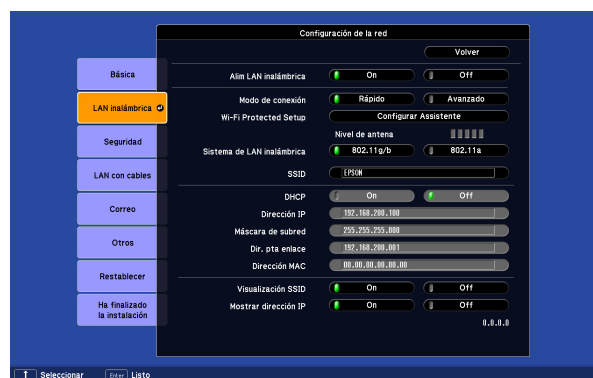 Configuración de la red
Volver
Básica
Alim LAN inalámbrica On Off
LAN inalámbrica
Modo de conexión Rápido Avanzado
Wi-Fi Protected Setup Configurar Asistente
Seguridad
Nivel de antena
Sistema de LAN inalámbrica 802.11g/b 802.11a
LAN con cables
SSID EPSON
DHCP On Off
Correo
Dirección IP 192.168.200.100
Máscara de subred 255.255.255.000
Otros
Dir. pta enlace 192.168.200.001
Dirección MAC 00.00.00.00.00.00
Restablecer
Visualización SSID On Off
Ha finalizado
la instalación
Mostrar dirección IP On Off
0.0.0.0
Seleccionar Enter Listo